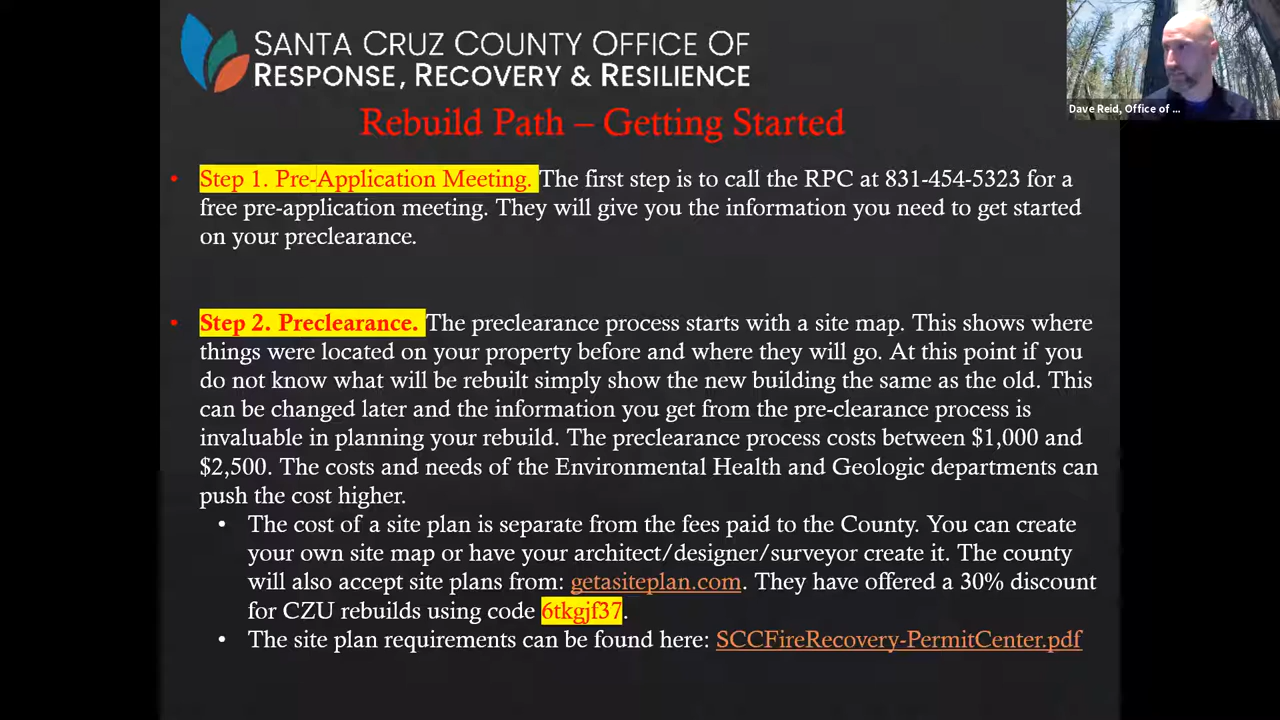 SANTA CRUZ COUNTY OFFICE OF
RESPONSE, RECOVERY & RESILIENCE
Dave Reid, Office of ...
Rebuild Path – Getting Started
• Step 1. Pre-Application Meeting. The first step is to call the RPC at 831-454-5323 for a
free pre-application meeting. They will give you the information you need to get started
on your preclearance.
• Step 2. Preclearance. The preclearance process starts with a site map. This shows where
things were located on your property before and where they will go. At this point if you
do not know what will be rebuilt simply show the new building the same as the old. This
can be changed later and the information you get from the pre-clearance process is
invaluable in planning your rebuild. The preclearance process costs between $1,000 and
$2,500. The costs and needs of the Environmental Health and Geologic departments can
push the cost higher.
• The cost of a site plan is separate from the fees paid to the County. You can create
your own site map or have your architect/designer/surveyor create it. The county
will also accept site plans from: getasiteplan.com. They have offered a 30% discount
for CZU rebuilds using code 6tkgjf37.
• The site plan requirements can be found here: SCCFireRecovery-PermitCenter.pdf